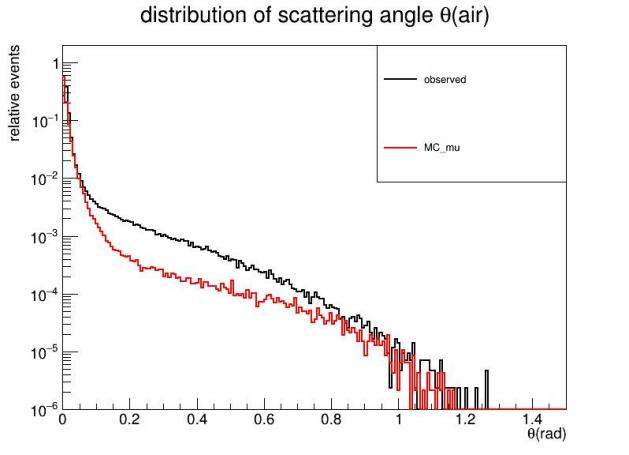 distribution of scattering angle θ(air)
relative events
observed
MC_mu
1
10⁻¹
10⁻²
10⁻³
10⁻⁴
10⁻⁵
10⁻⁶
0 0.2 0.4 0.6 0.8 1 1.2 1.4
θ(rad)